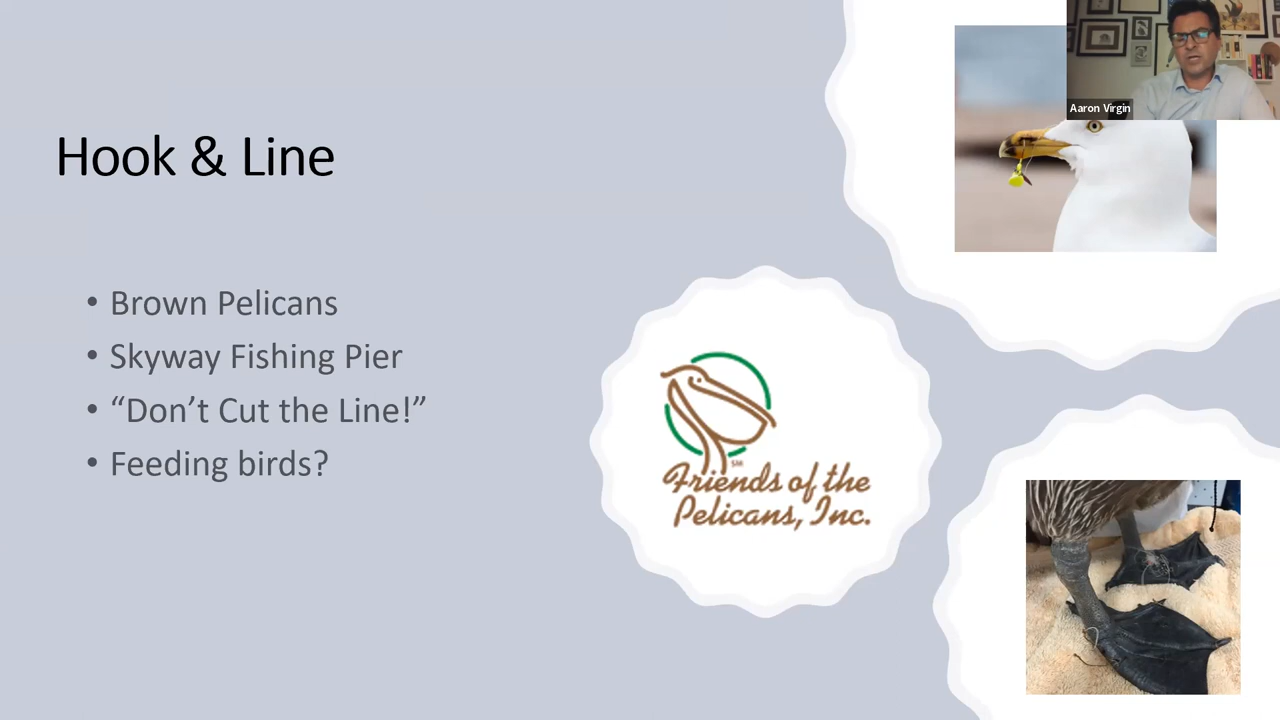 Aaron Virgin
Hook & Line
• Brown Pelicans
• Skyway Fishing Pier
• “Don’t Cut the Line!”
• Feeding birds?
SM
Friends of the
Pelicans, Inc.